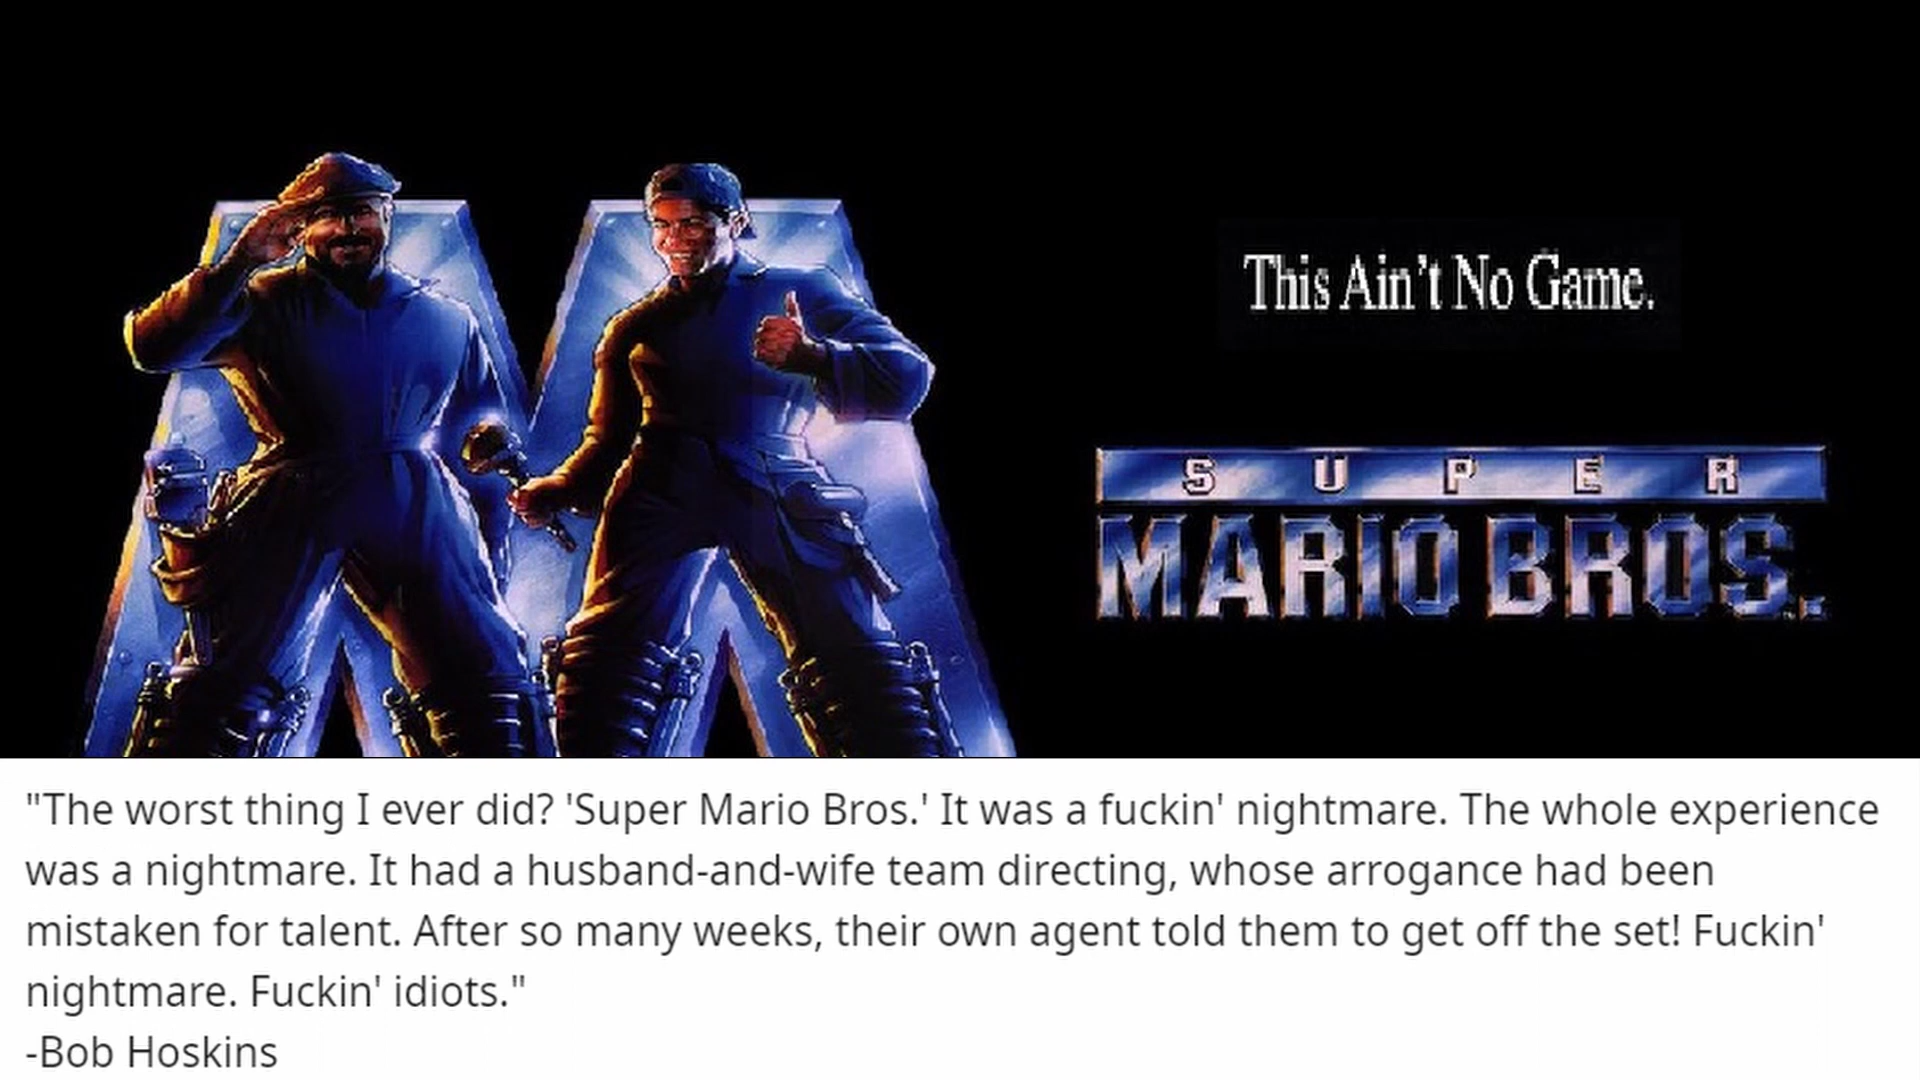 This Ain't No Game.
SUPER
MARIO BROS.
"The worst thing I ever did? 'Super Mario Bros.' It was a fuckin' nightmare. The whole experience
was a nightmare. It had a husband-and-wife team directing, whose arrogance had been
mistaken for talent. After so many weeks, their own agent told them to get off the set! Fuckin'
nightmare. Fuckin' idiots."
-Bob Hoskins